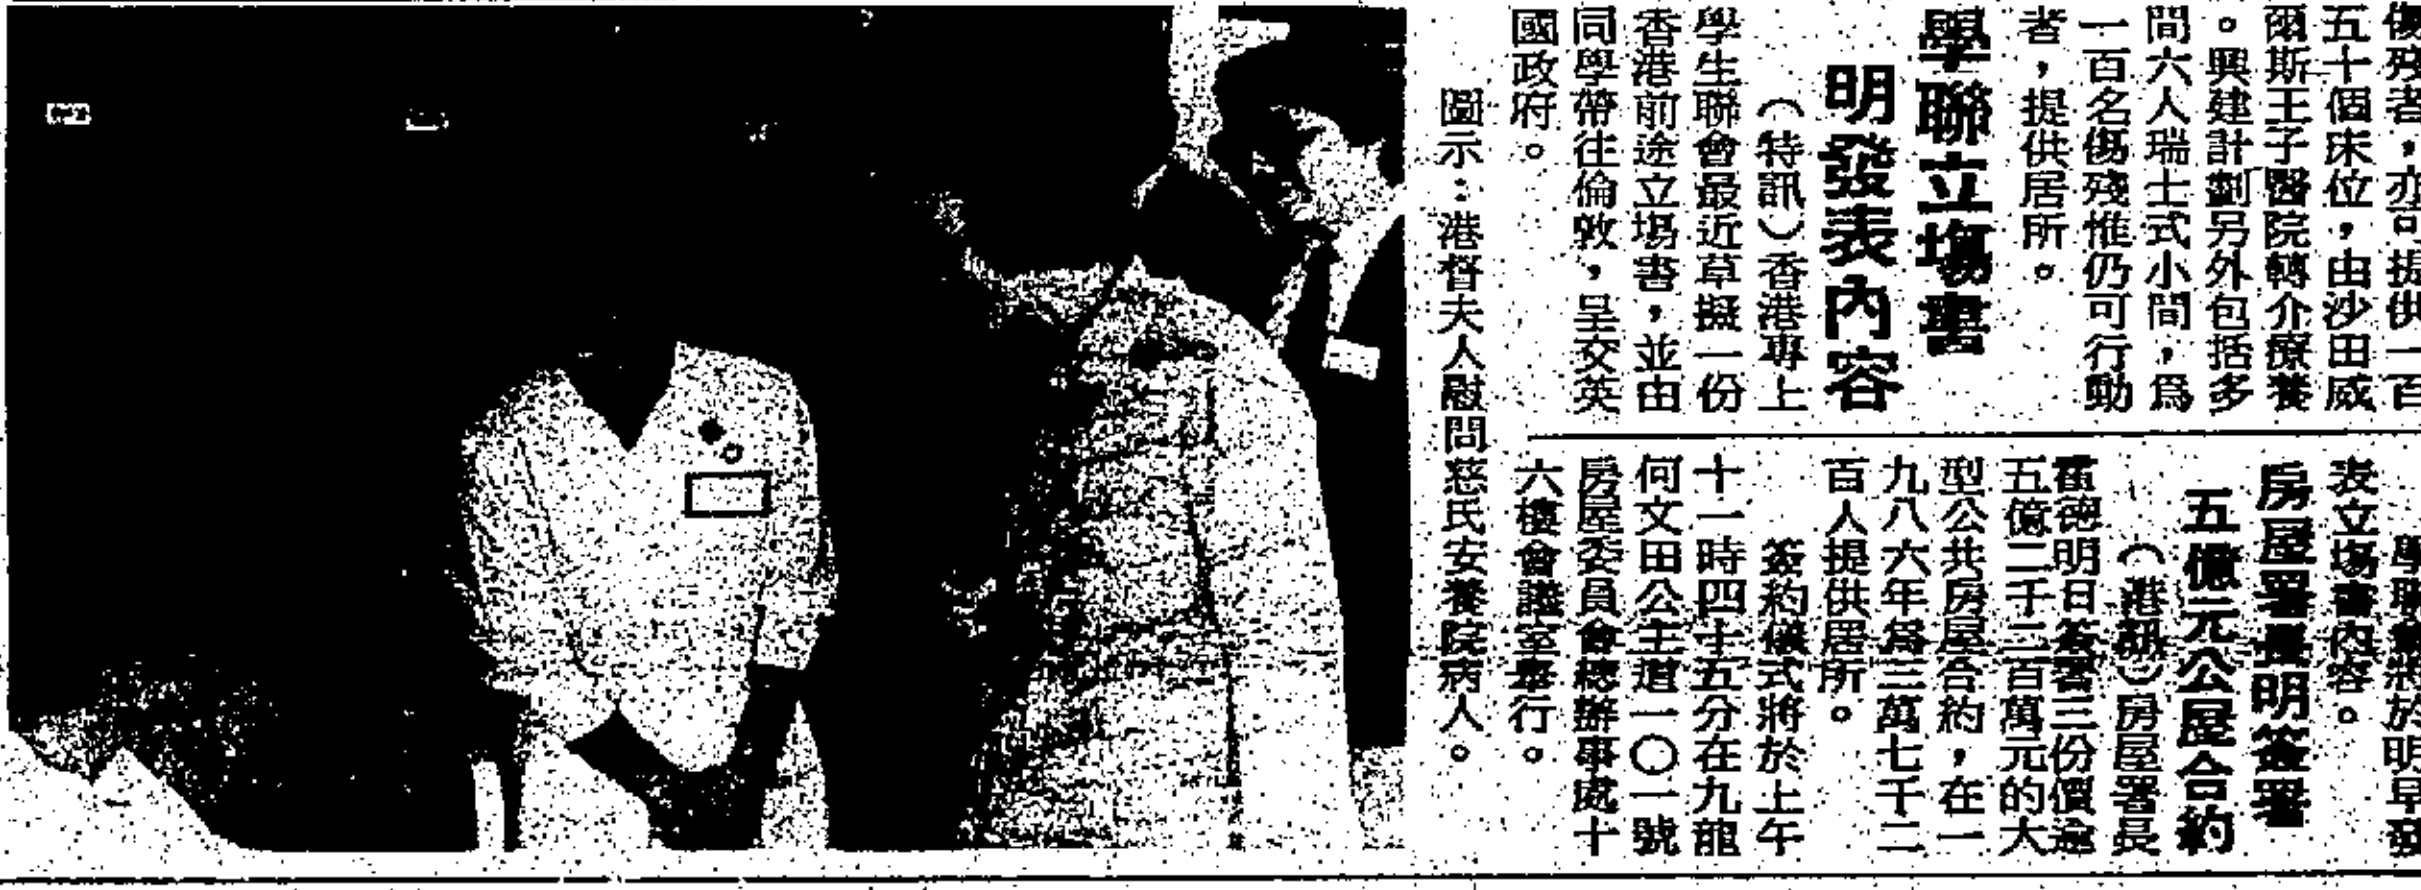 傷殘者，亦可提供一百
五十個床位，由沙田威
爾斯王子醫院轉介療養
。興建計劃另外包括多
間六人瑞士式小間，爲
一百名傷殘惟仍可行動
者，提供居所。
學聯立場書
明發表內容
（特訊）香港專上
學生聯會最近草擬一份
香港前途立場書，並由
同學帶往倫敦，呈交英
國政府。
學聯會將於明早發
表立場書內容。
房屋署長明簽署
五億元公屋合約
（港訊）房屋署長
霍德明日簽署三份價逾
五億二千二百萬元的大
型公共房屋合約，在一
九八六年爲三萬七千二
百人提供居所。
簽約儀式將於上午
十一時四十五分在九龍
何文田公主道一〇一號
房屋委員會總辦事處十
六樓會議室舉行。
圖示：港督夫人慰問慈氏安養院病人。